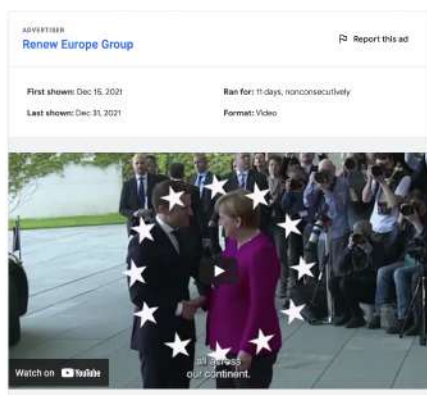 ADVERTISER
Renew Europe Group
Report this ad
First shown: Dec 15, 2021
Ran for: 11 days, nonconsecutively
Last shown: Dec 31, 2021
Format: Video
all across
our continent.
Watch on YouTube